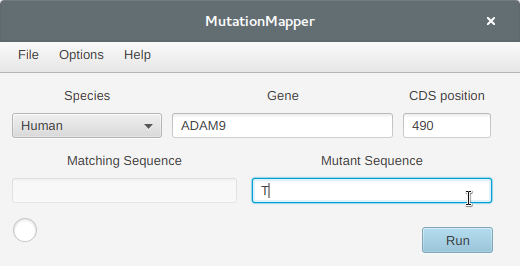 MutationMapper ×
File Options Help
Species Gene CDS position
Human ADAM9 490
Matching Sequence Mutant Sequence
T
Run